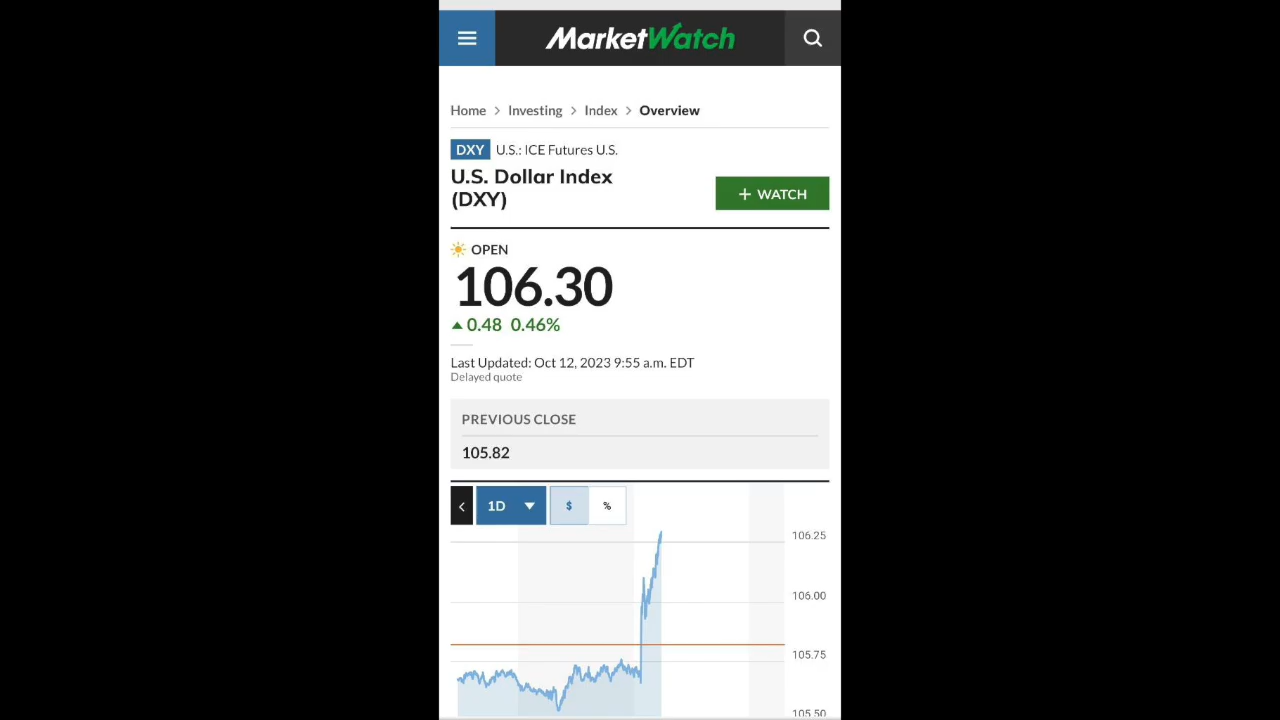 MarketWatch
Home > Investing > Index > Overview
DXY U.S.: ICE Futures U.S.
U.S. Dollar Index
(DXY)
+ WATCH
OPEN
106.30
▲ 0.48 0.46%
Last Updated: Oct 12, 2023 9:55 a.m. EDT
Delayed quote
PREVIOUS CLOSE
105.82
< 1D ▼ $ %
106.25
106.00
105.75
105.50